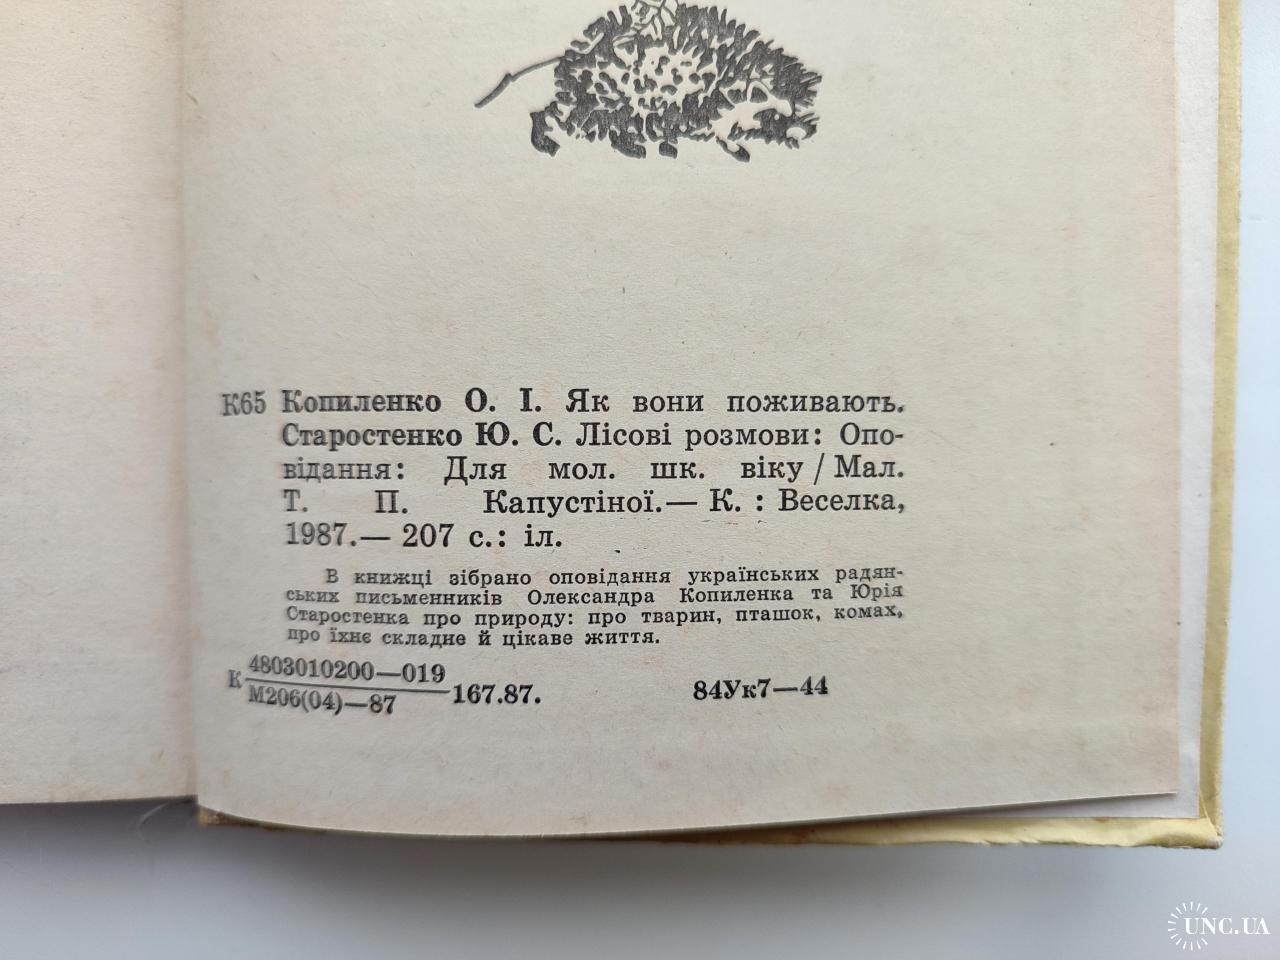 К65 Копиленко О. І. Як вони поживають.
Старостенко Ю. С. Лісові розмови: Опо-
відання: Для мол. шк. віку / Мал.
Т. П. Капустіної.— К. : Веселка,
1987.— 207 с.: іл.
В книжці зібрано оповідання українських радян-
ських письменників Олександра Копиленка та Юрія
Старостенка про природу: про тварин, пташок, комах,
про їхнє складне й цікаве життя.
К 4803010200—019
М206(04)—87 167.87. 84Ук7—44
UNC.UA